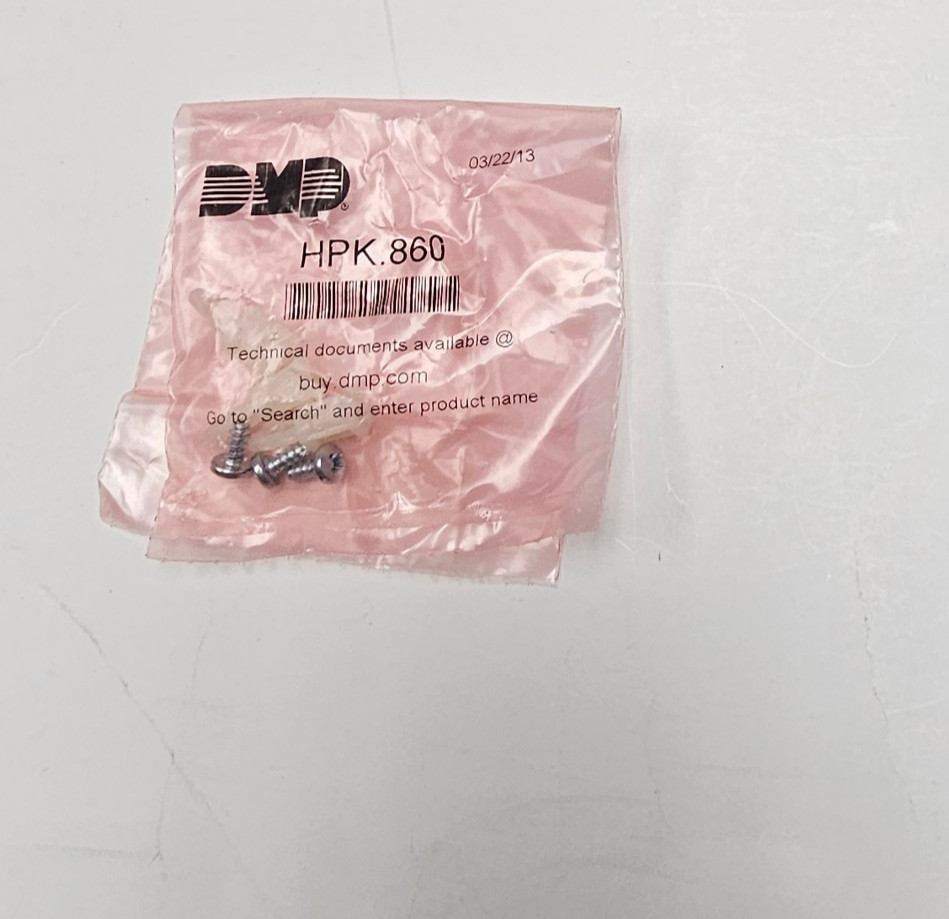 DMP®
03/22/13
HPK.860
Technical documents available @
buy.dmp.com
Go to "Search" and enter product name